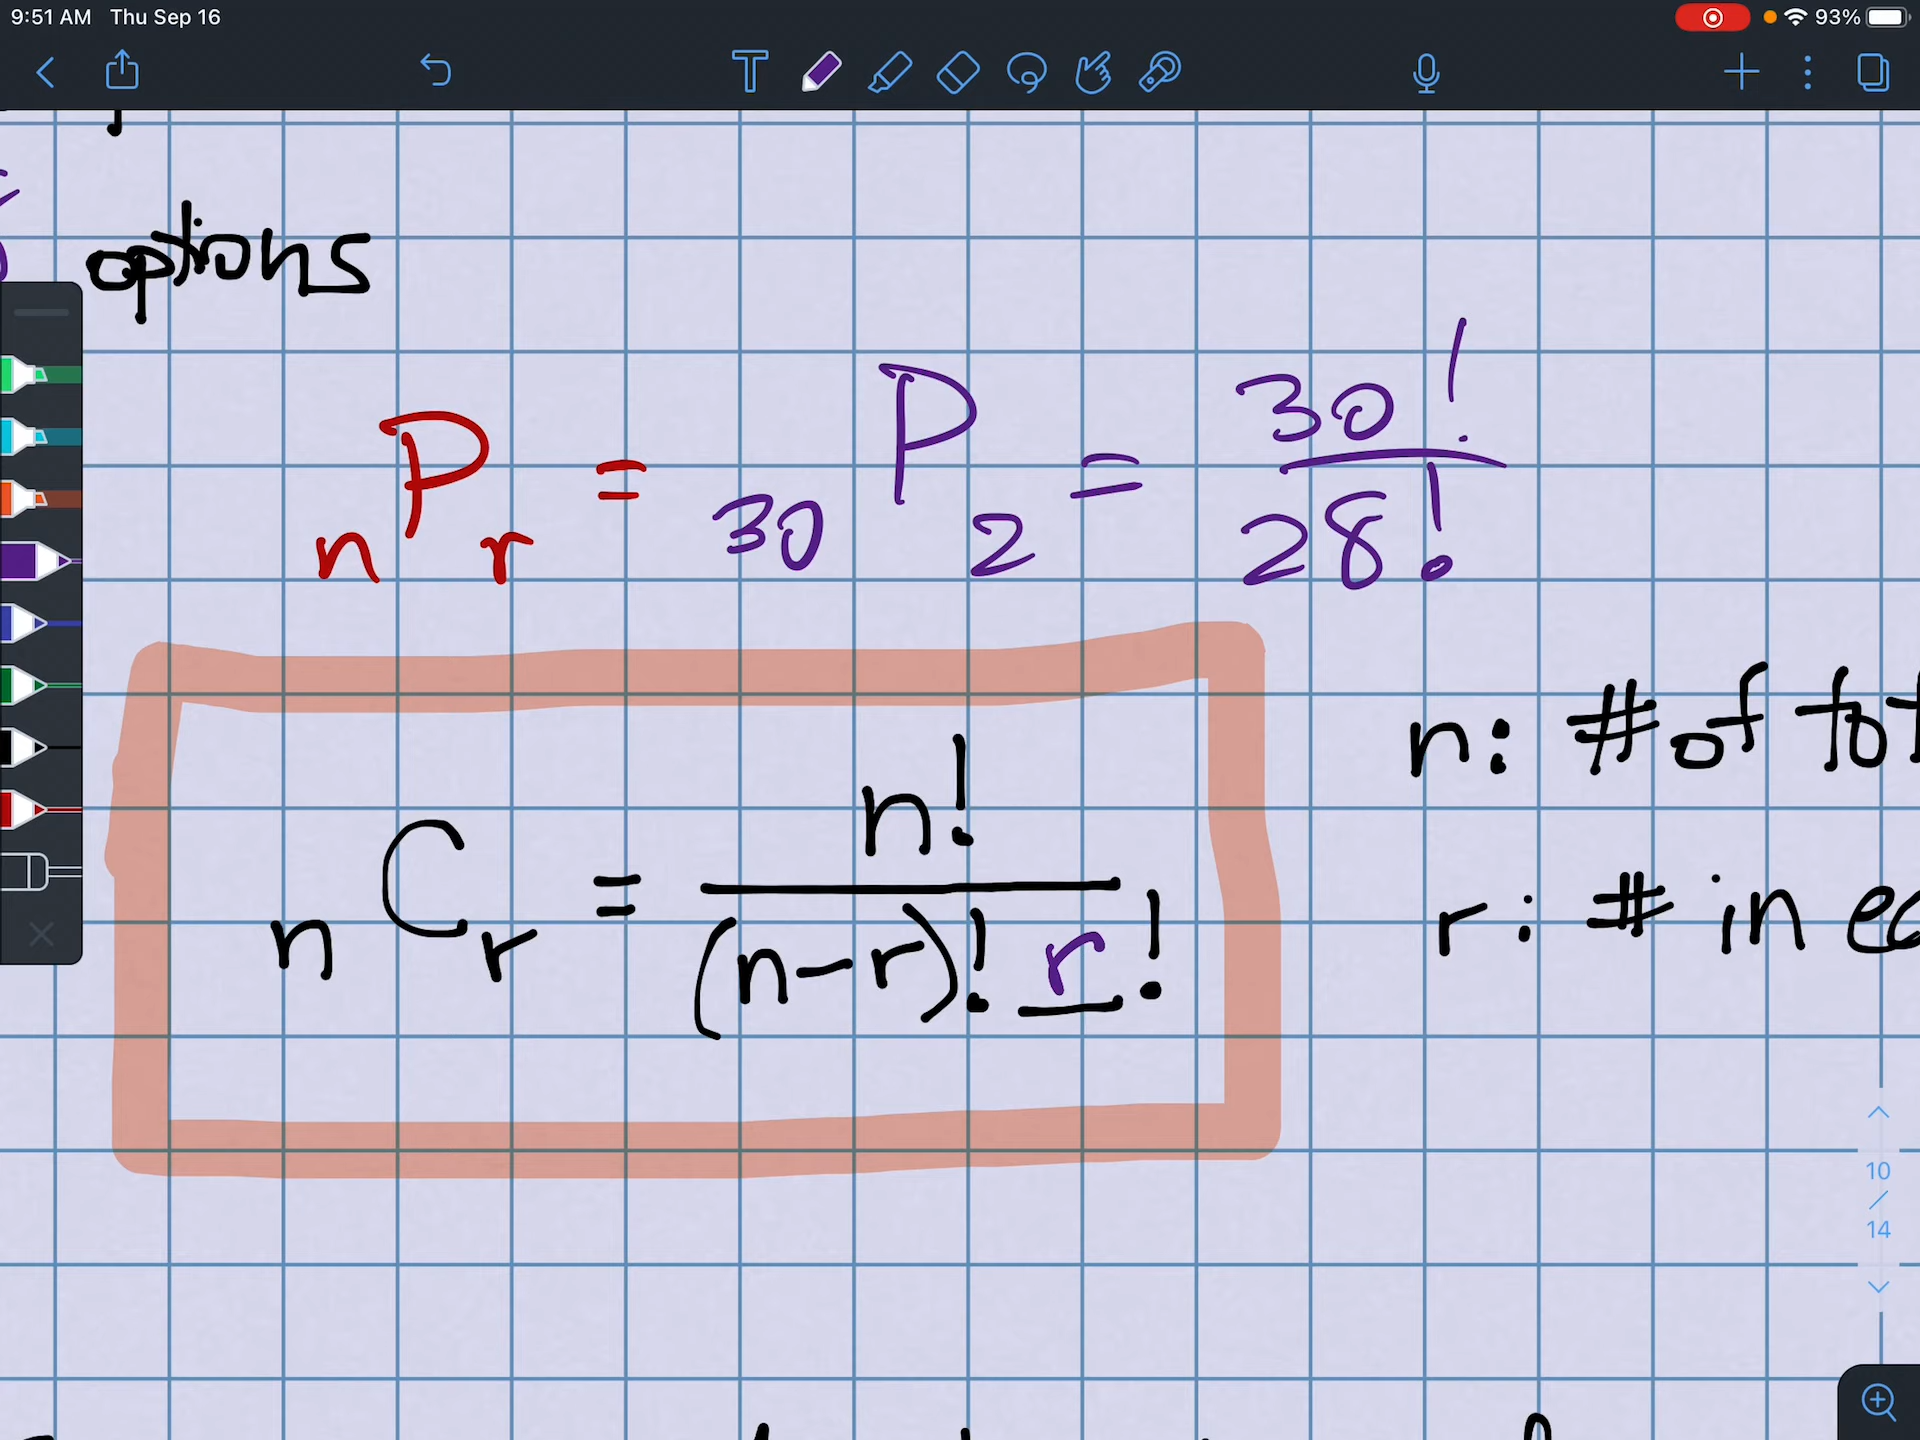 9:51 AM Thu Sep 16
93%
T
options
nPr = 30P2 = 30!/28!
n: # of
nCr = n!/(n-r)! r!
r: # in
10
/
14